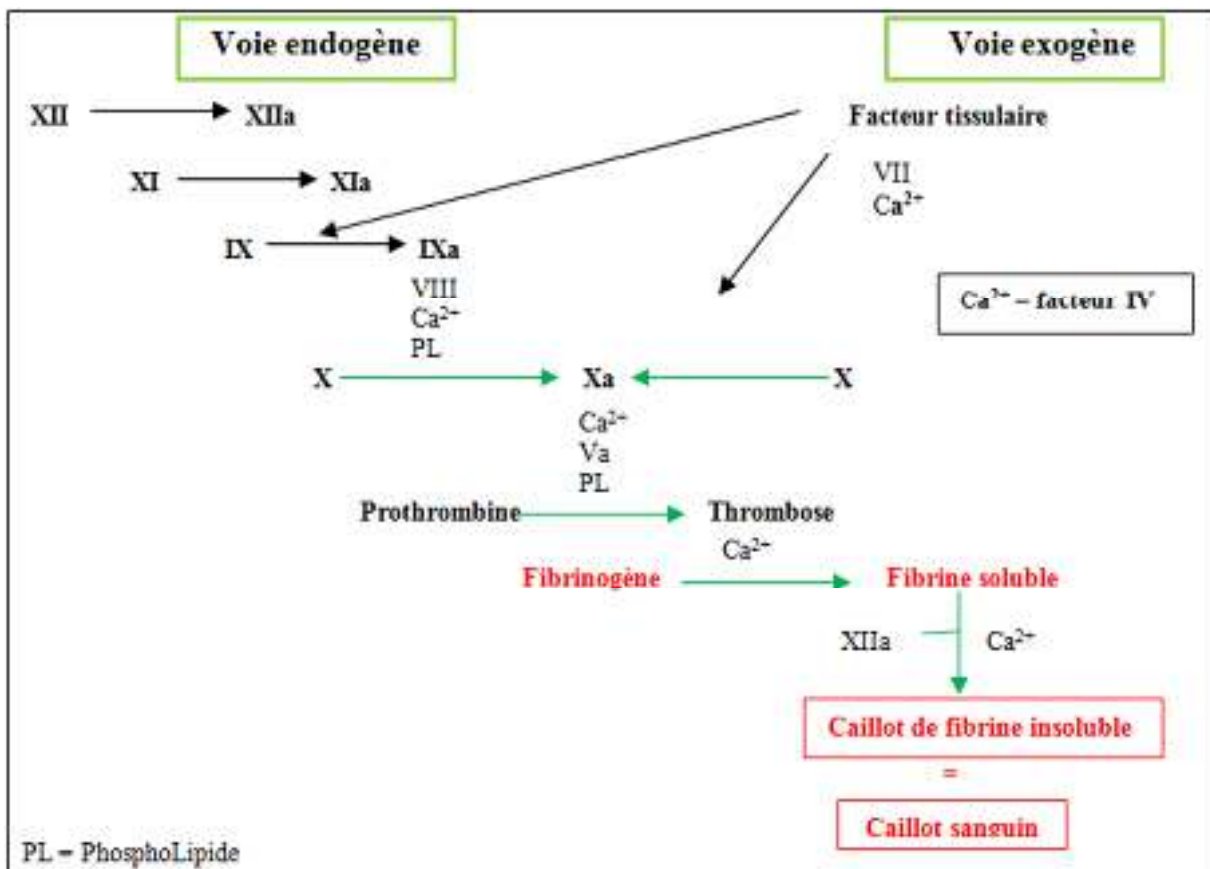 Voie endogène
Voie exogène
XII XIIa
Facteur tissulaire
XI XIa
VII
Ca²⁺
IX IXa
VIII
Ca²⁺
PL
Ca²⁺ – facteur IV
X Xa X
Ca²⁺
Va
PL
Prothrombine Thrombose
Ca²⁺
Fibrinogène Fibrine soluble
XIIa Ca²⁺
Caillot de fibrine insoluble
=
Caillot sanguin
PL – PhosphoLipide